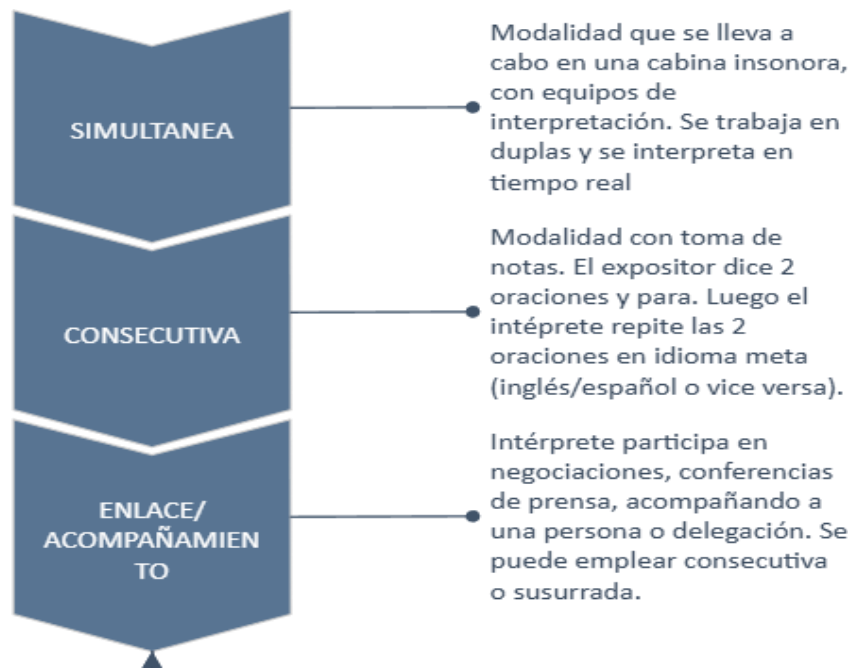 SIMULTANEA
Modalidad que se lleva a
cabo en una cabina insonora,
con equipos de
interpretación. Se trabaja en
duplas y se interpreta en
tiempo real
CONSECUTIVA
Modalidad con toma de
notas. El expositor dice 2
oraciones y para. Luego el
intéprete repite las 2
oraciones en idioma meta
(inglés/español o vice versa).
ENLACE/
ACOMPAÑAMIEN
TO
Intérprete participa en
negociaciones, conferencias
de prensa, acompañando a
una persona o delegación. Se
puede emplear consecutiva
o susurrada.